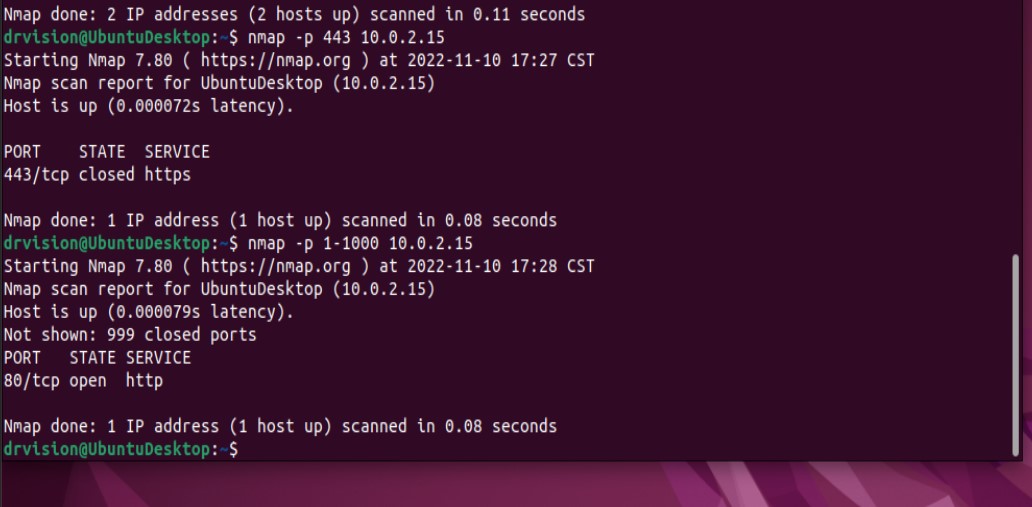 Nmap done: 2 IP addresses (2 hosts up) scanned in 0.11 seconds
drvision@UbuntuDesktop:~$ nmap -p 443 10.0.2.15
Starting Nmap 7.80 ( https://nmap.org ) at 2022-11-10 17:27 CST
Nmap scan report for UbuntuDesktop (10.0.2.15)
Host is up (0.000072s latency).
PORT    STATE  SERVICE
443/tcp closed https
Nmap done: 1 IP address (1 host up) scanned in 0.08 seconds
drvision@UbuntuDesktop:~$ nmap -p 1-1000 10.0.2.15
Starting Nmap 7.80 ( https://nmap.org ) at 2022-11-10 17:28 CST
Nmap scan report for UbuntuDesktop (10.0.2.15)
Host is up (0.000079s latency).
Not shown: 999 closed ports
PORT   STATE SERVICE
80/tcp open  http
Nmap done: 1 IP address (1 host up) scanned in 0.08 seconds
drvision@UbuntuDesktop:~$